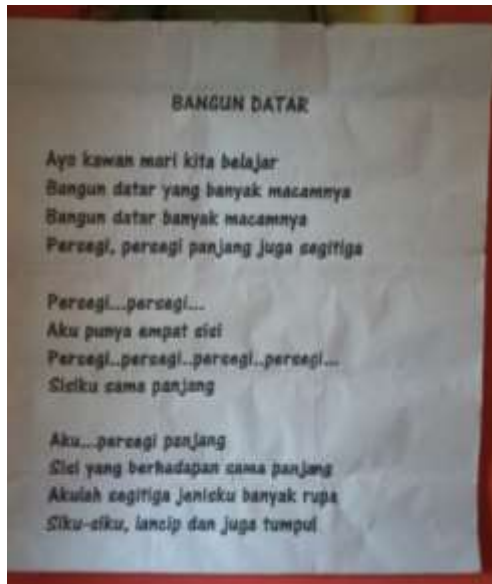 BANGUN DATAR
Ayo kawan mari kita belajar
Bangun datar yang banyak macamnya
Bangun datar banyak macamnya
Persegi, persegi panjang juga segitiga
Persegi...persegi...
Aku punya empat sisi
Persegi..persegi..persegi..persegi...
Sisiku sama panjang
Aku...persegi panjang
Sisi yang berhadapan sama panjang
Akulah segitiga jenisku banyak rupa
Siku-siku, lancip dan juga tumpul